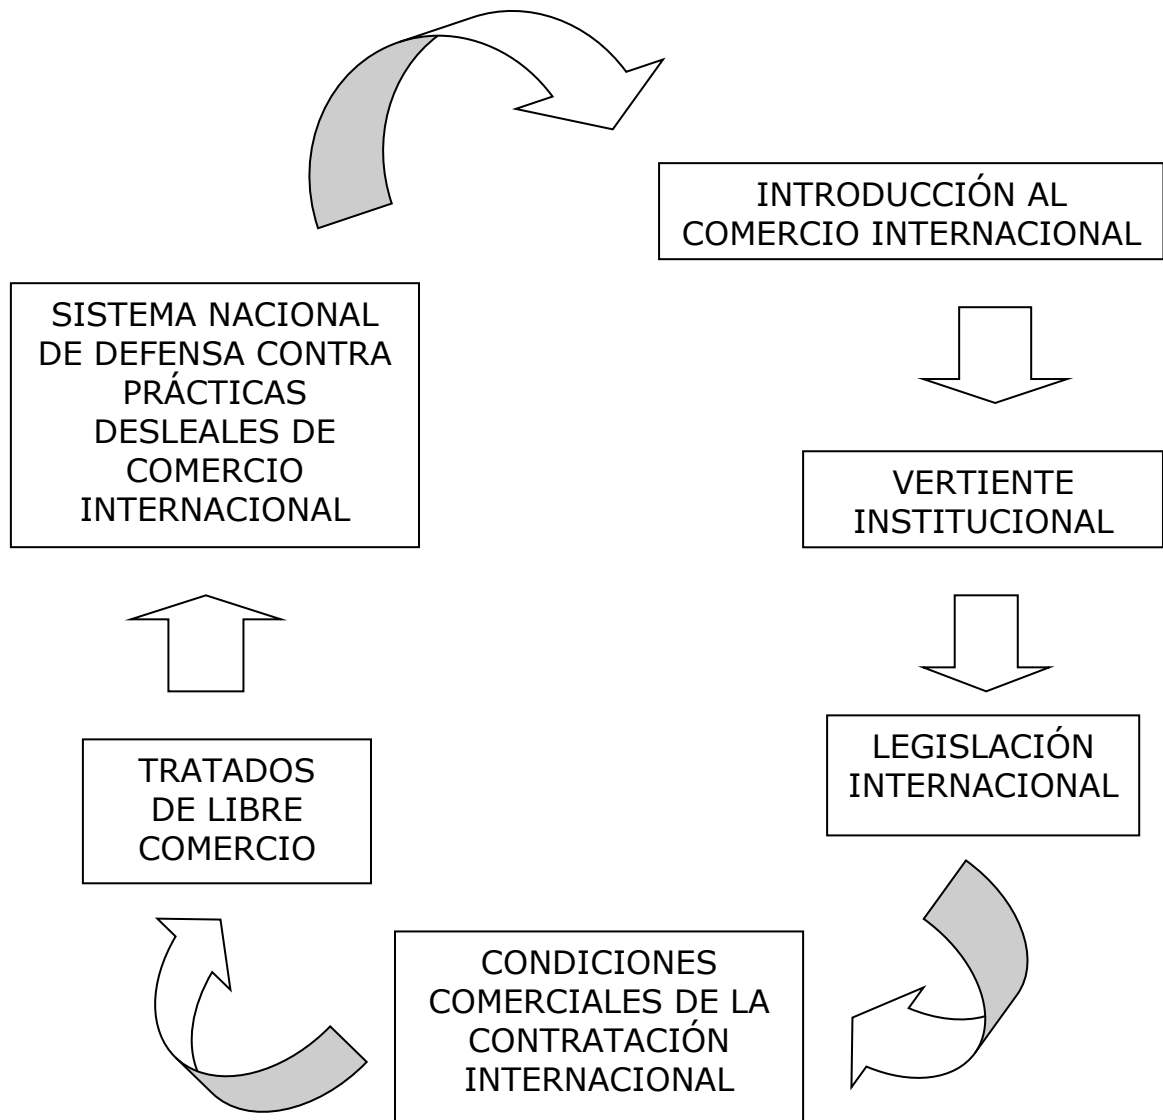 INTRODUCCIÓN AL
COMERCIO INTERNACIONAL
VERTIENTE
INSTITUCIONAL
LEGISLACIÓN
INTERNACIONAL
CONDICIONES
COMERCIALES DE LA
CONTRATACIÓN
INTERNACIONAL
TRATADOS
DE LIBRE
COMERCIO
SISTEMA NACIONAL
DE DEFENSA CONTRA
PRÁCTICAS
DESLEALES DE
COMERCIO
INTERNACIONAL